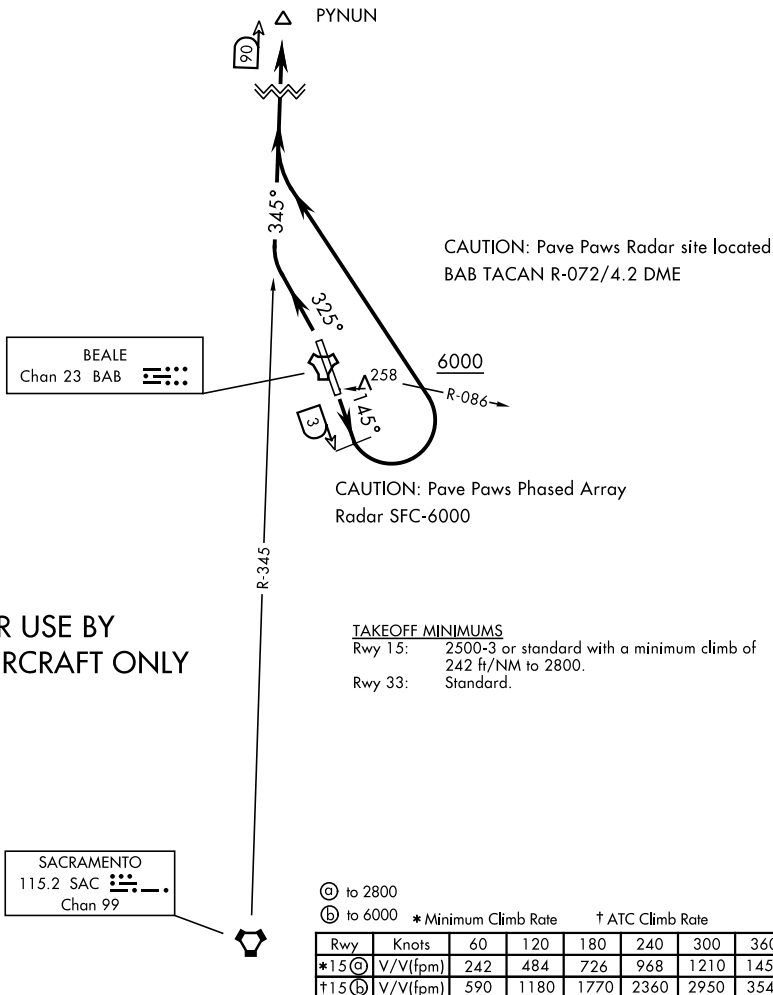 PYNUN
90
345°
CAUTION: Pave Paws Radar site located
BAB TACAN R-072/4.2 DME
325°
BEALE
Chan 23 BAB
6000
258
R-086
145°
3
CAUTION: Pave Paws Phased Array
Radar SFC-6000
R-345
R USE BY
RCRAFT ONLY
TAKEOFF MINIMUMS
Rwy 15: 2500-3 or standard with a minimum climb of
242 ft/NM to 2800.
Rwy 33: Standard.
SACRAMENTO
115.2 SAC
Chan 99
ⓐ to 2800
ⓑ to 6000 * Minimum Climb Rate † ATC Climb Rate
Rwy Knots 60 120 180 240 300 360
*15ⓐ V/V(fpm) 242 484 726 968 1210 145
†15ⓑ V/V(fpm) 590 1180 1770 2360 2950 354